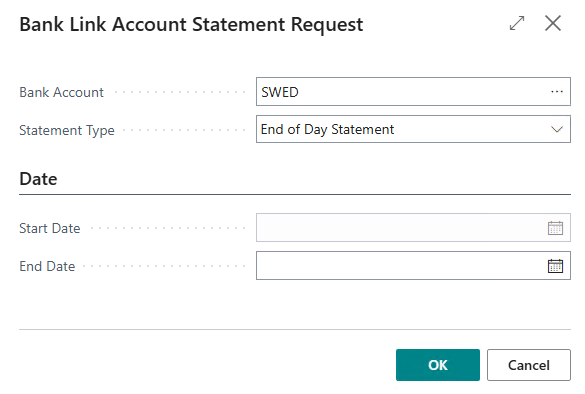 Bank Link Account Statement Request
Bank Account SWED ...
Statement Type End of Day Statement
Date
Start Date
End Date
OK Cancel